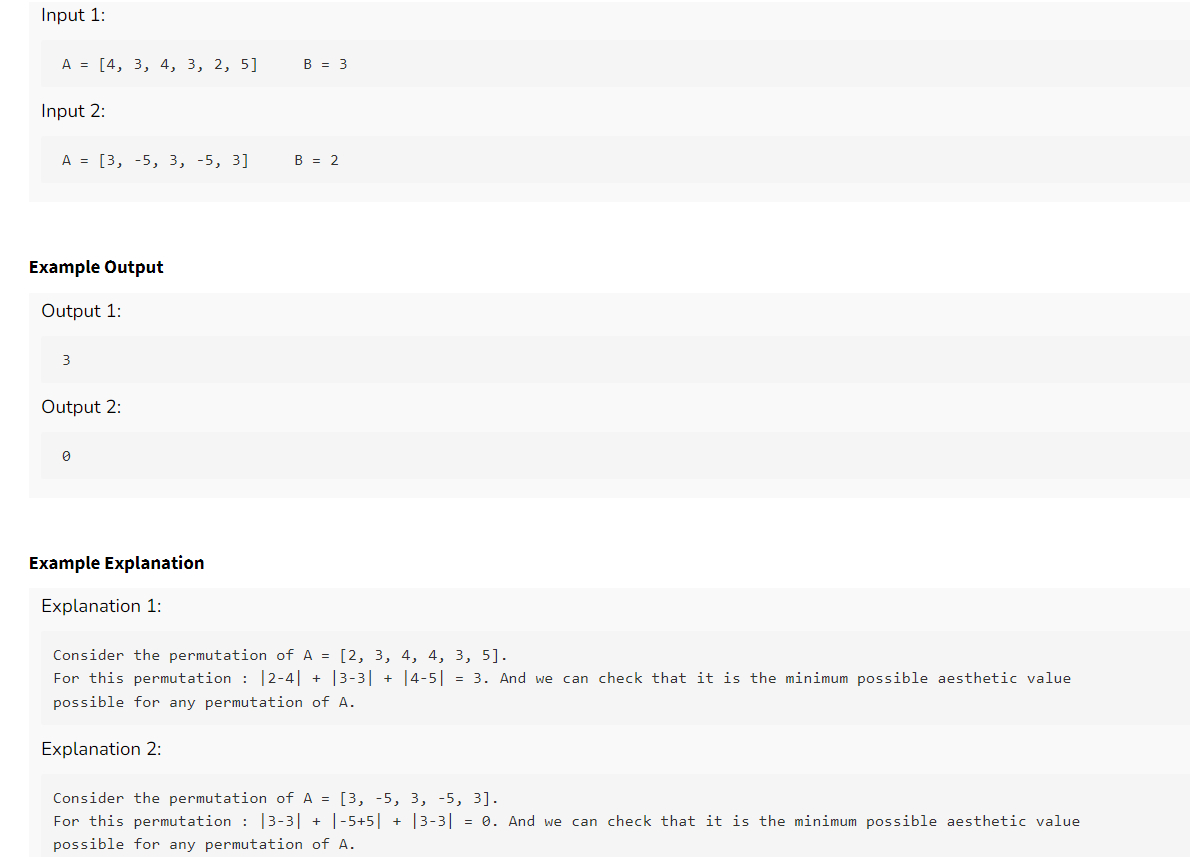 Input 1:
A = [4, 3, 4, 3, 2, 5]     B = 3
Input 2:
A = [3, -5, 3, -5, 3]     B = 2
Example Output
Output 1:
3
Output 2:
0
Example Explanation
Explanation 1:
Consider the permutation of A = [2, 3, 4, 4, 3, 5].
For this permutation : |2-4| + |3-3| + |4-5| = 3. And we can check that it is the minimum possible aesthetic value
possible for any permutation of A.
Explanation 2:
Consider the permutation of A = [3, -5, 3, -5, 3].
For this permutation : |3-3| + |-5+5| + |3-3| = 0. And we can check that it is the minimum possible aesthetic value
possible for any permutation of A.